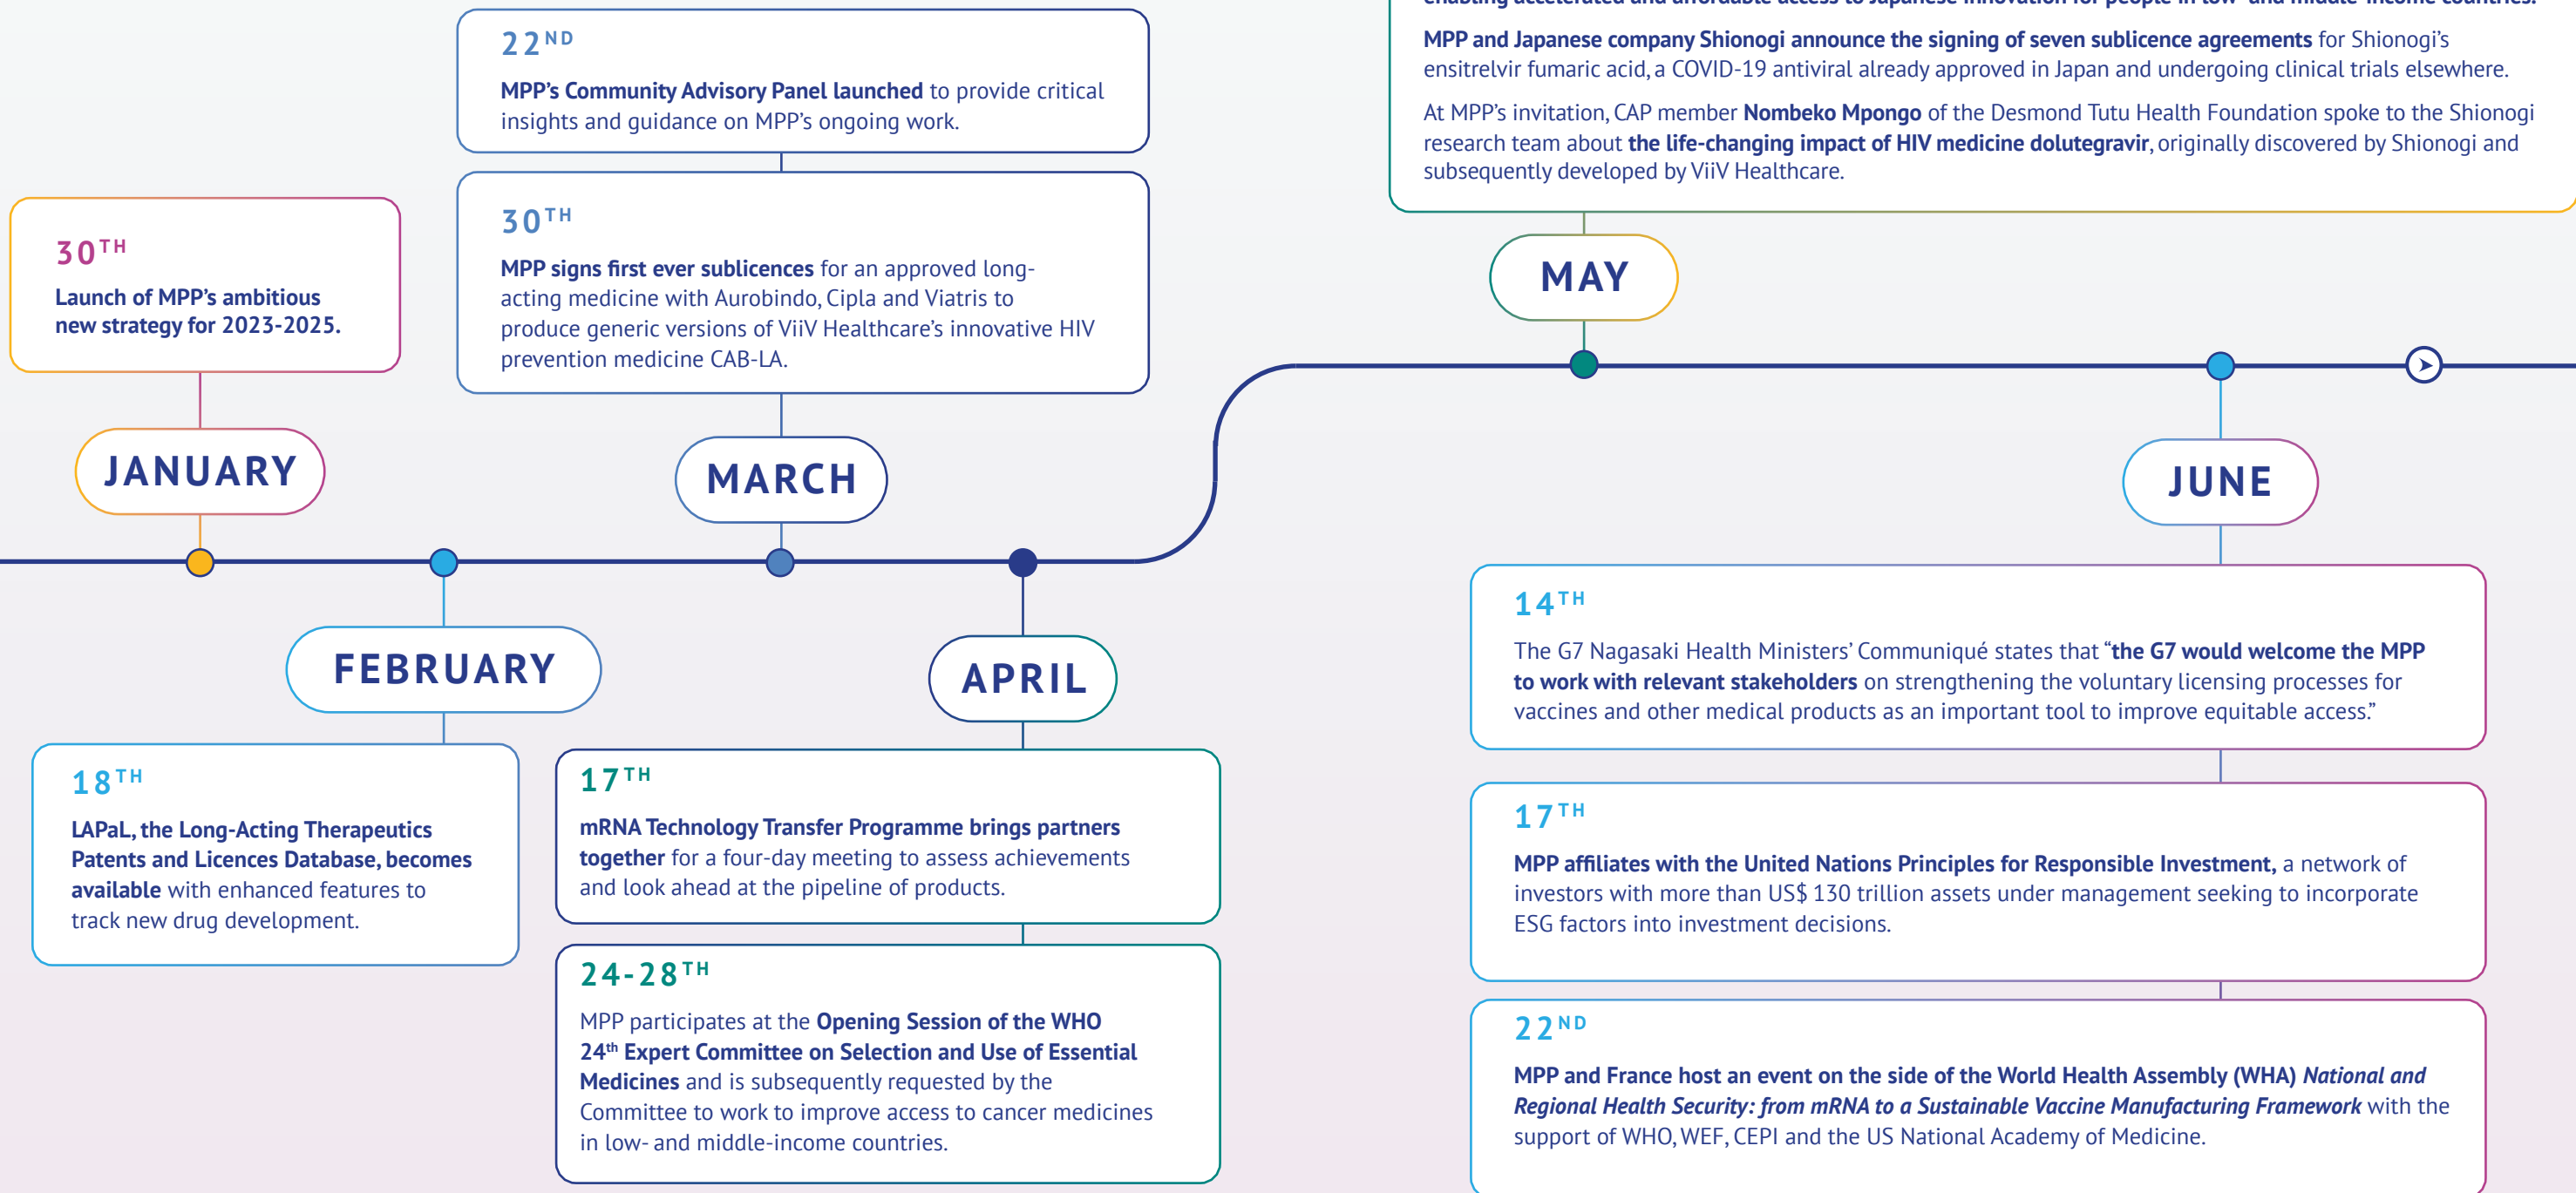 22ND
MPP's Community Advisory Panel launched to provide critical
insights and guidance on MPP's ongoing work.
30TH
MPP signs first ever sublicences for an approved long-
acting medicine with Aurobindo, Cipla and Viatris to
produce generic versions of ViiV Healthcare's innovative HIV
prevention medicine CAB-LA.
30TH
Launch of MPP's ambitious
new strategy for 2023-2025.
JANUARY
MARCH
FEBRUARY
18TH
LAPaL, the Long-Acting Therapeutics
Patents and Licences Database, becomes
available with enhanced features to
track new drug development.
APRIL
17TH
mRNA Technology Transfer Programme brings partners
together for a four-day meeting to assess achievements
and look ahead at the pipeline of products.
24-28TH
MPP participates at the Opening Session of the WHO
24th Expert Committee on Selection and Use of Essential
Medicines and is subsequently requested by the
Committee to work to improve access to cancer medicines
in low- and middle-income countries.
enabling accelerated and affordable access to Japanese innovation for people in low- and middle-income countries.
MPP and Japanese company Shionogi announce the signing of seven sublicence agreements for Shionogi's
ensitrelvir fumaric acid, a COVID-19 antiviral already approved in Japan and undergoing clinical trials elsewhere.
At MPP's invitation, CAP member Nombeko Mpongo of the Desmond Tutu Health Foundation spoke to the Shionogi
research team about the life-changing impact of HIV medicine dolutegravir, originally discovered by Shionogi and
subsequently developed by ViiV Healthcare.
MAY
JUNE
14TH
The G7 Nagasaki Health Ministers' Communiqué states that "the G7 would welcome the MPP
to work with relevant stakeholders on strengthening the voluntary licensing processes for
vaccines and other medical products as an important tool to improve equitable access."
17TH
MPP affiliates with the United Nations Principles for Responsible Investment, a network of
investors with more than US$ 130 trillion assets under management seeking to incorporate
ESG factors into investment decisions.
22ND
MPP and France host an event on the side of the World Health Assembly (WHA) National and
Regional Health Security: from mRNA to a Sustainable Vaccine Manufacturing Framework with the
support of WHO, WEF, CEPI and the US National Academy of Medicine.